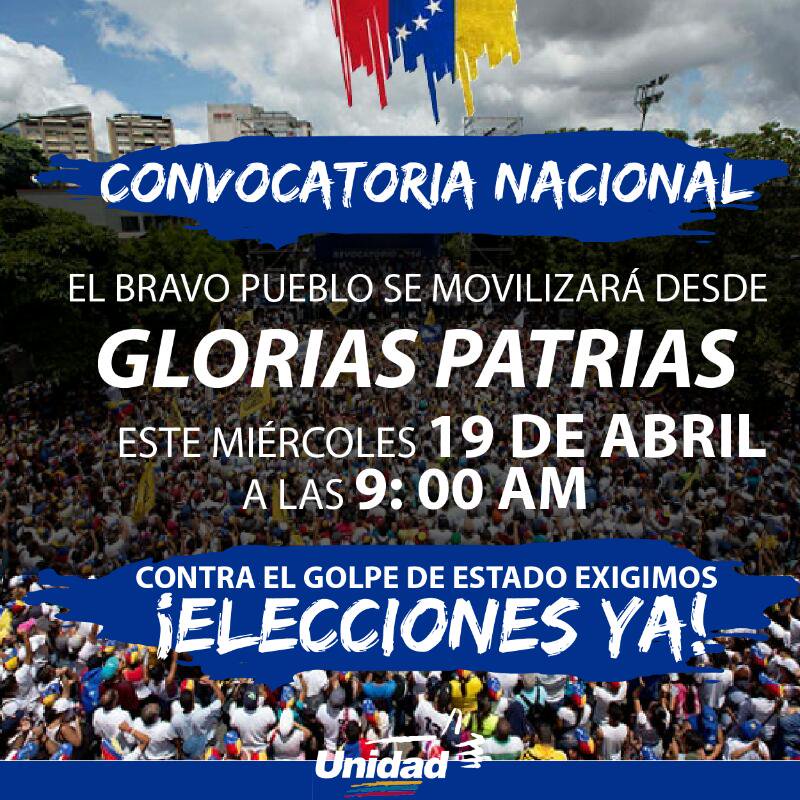 CONVOCATORIA NACIONAL
EL BRAVO PUEBLO SE MOVILIZARÁ DESDE
GLORIAS PATRIAS
ESTE MIÉRCOLES 19 DE ABRIL
A LAS 9: 00 AM
CONTRA EL GOLPE DE ESTADO EXIGIMOS
¡ELECCIONES YA!
Unidad